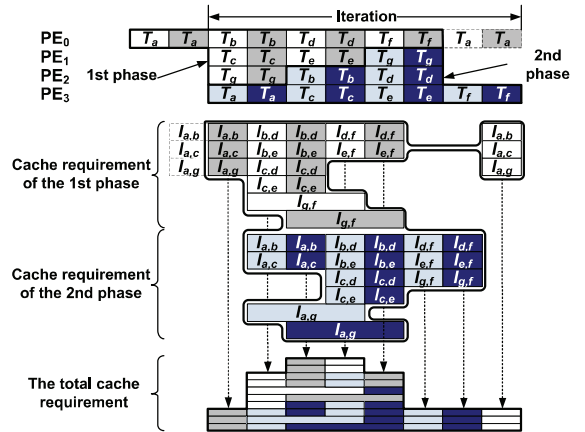 Iteration
PE0 Ta Ta Tb Tb Td Td Tf Tf Ta Ta
PE1 Tc Tc Te Te Tg Tg
PE2 Tg Tg Tb Tb Td Td
PE3 Ta Ta Tc Tc Te Te Tf Tf
1st phase
2nd
phase
Ia,b Ia,b Ib,d Ib,d Id,f Id,f Ia,b
Ia,c Ia,c Ib,e Ib,e Ie,f Ie,f Ia,c
Ia,g Ia,g Ic,d Ic,d Ia,g
Ic,e Ic,e
Ig,f
Ig,f
Cache requirement
of the 1st phase
Ia,b Ia,b Ib,d Ib,d Id,f Id,f
Ia,c Ia,c Ib,e Ib,e Ie,f Ie,f
Ic,d Ic,d Ig,f Ig,f
Ic,e Ic,e
Ia,g
Ia,g
Cache requirement
of the 2nd phase
The total cache
requirement